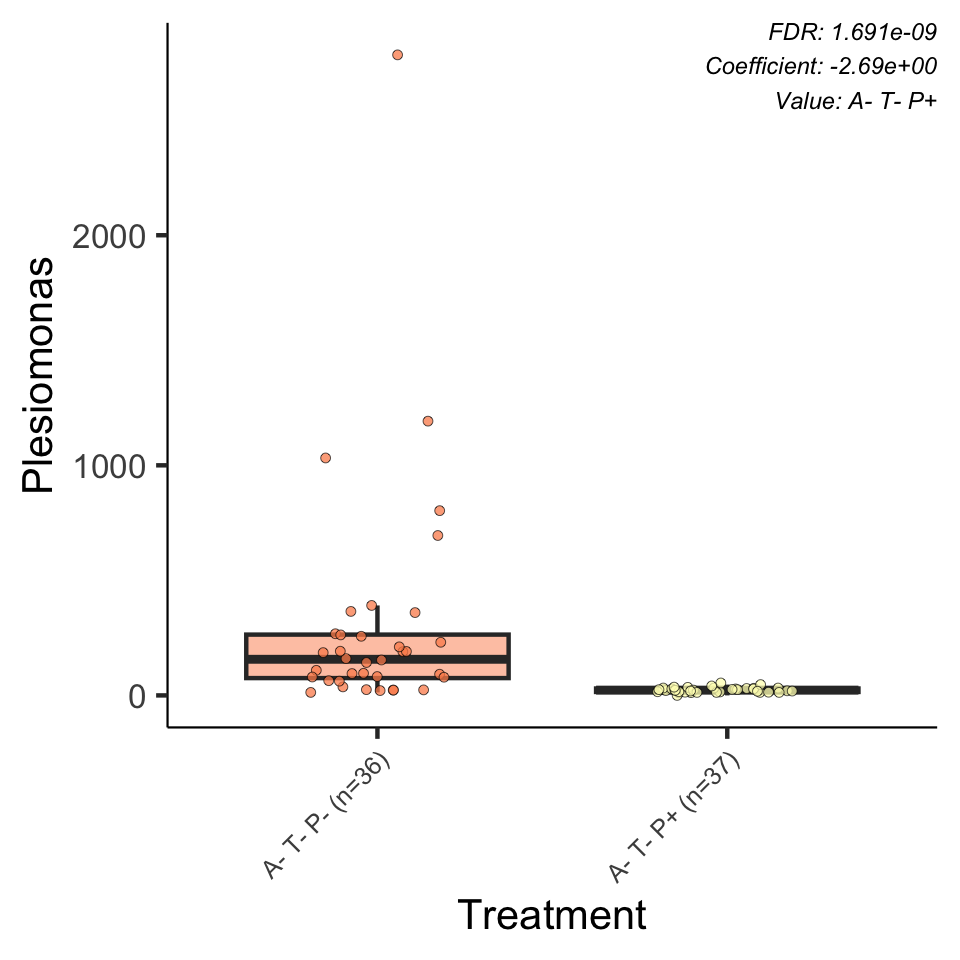 FDR: 1.691e-09
Coefficient: -2.69e+00
Value: A- T- P+
Plesiomonas
2000
1000
0
A- T- P- (n=36)
A- T- P+ (n=37)
Treatment